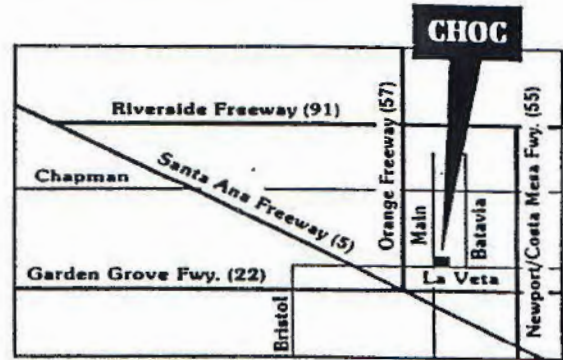 CHOC
Riverside Freeway (91)
Orange Freeway (57)
Newport/Costa Mesa Fwy. (55)
Santa Ana Freeway (5)
Chapman
Main
Batavia
Garden Grove Fwy. (22)
La Veta
Bristol